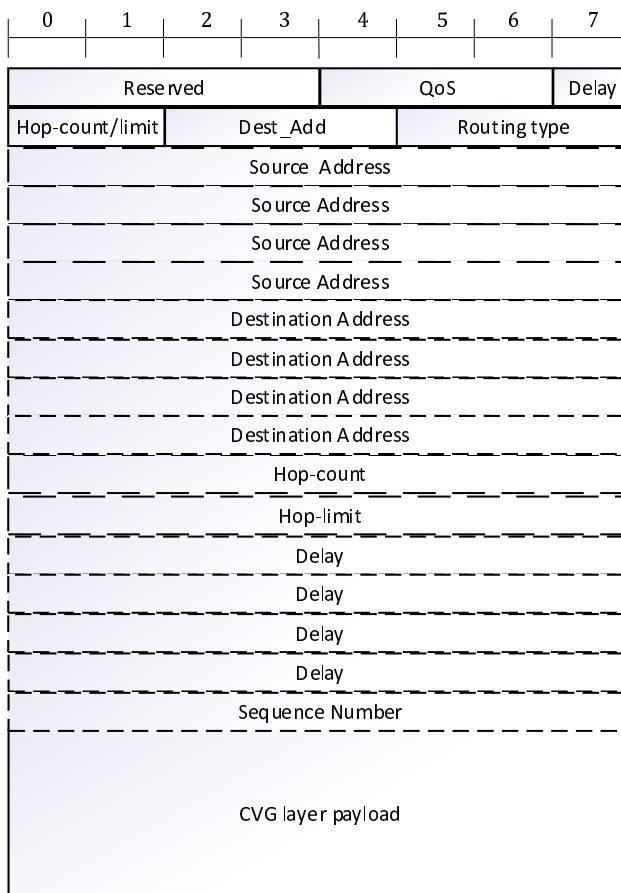 0 1 2 3 4 5 6 7
Reserved QoS Delay
Hop-count/limit Dest_Add Routing type
Source Address
Source Address
Source Address
Source Address
Destination Address
Destination Address
Destination Address
Destination Address
Hop-count
Hop-limit
Delay
Delay
Delay
Delay
Sequence Number
CVG layer payload